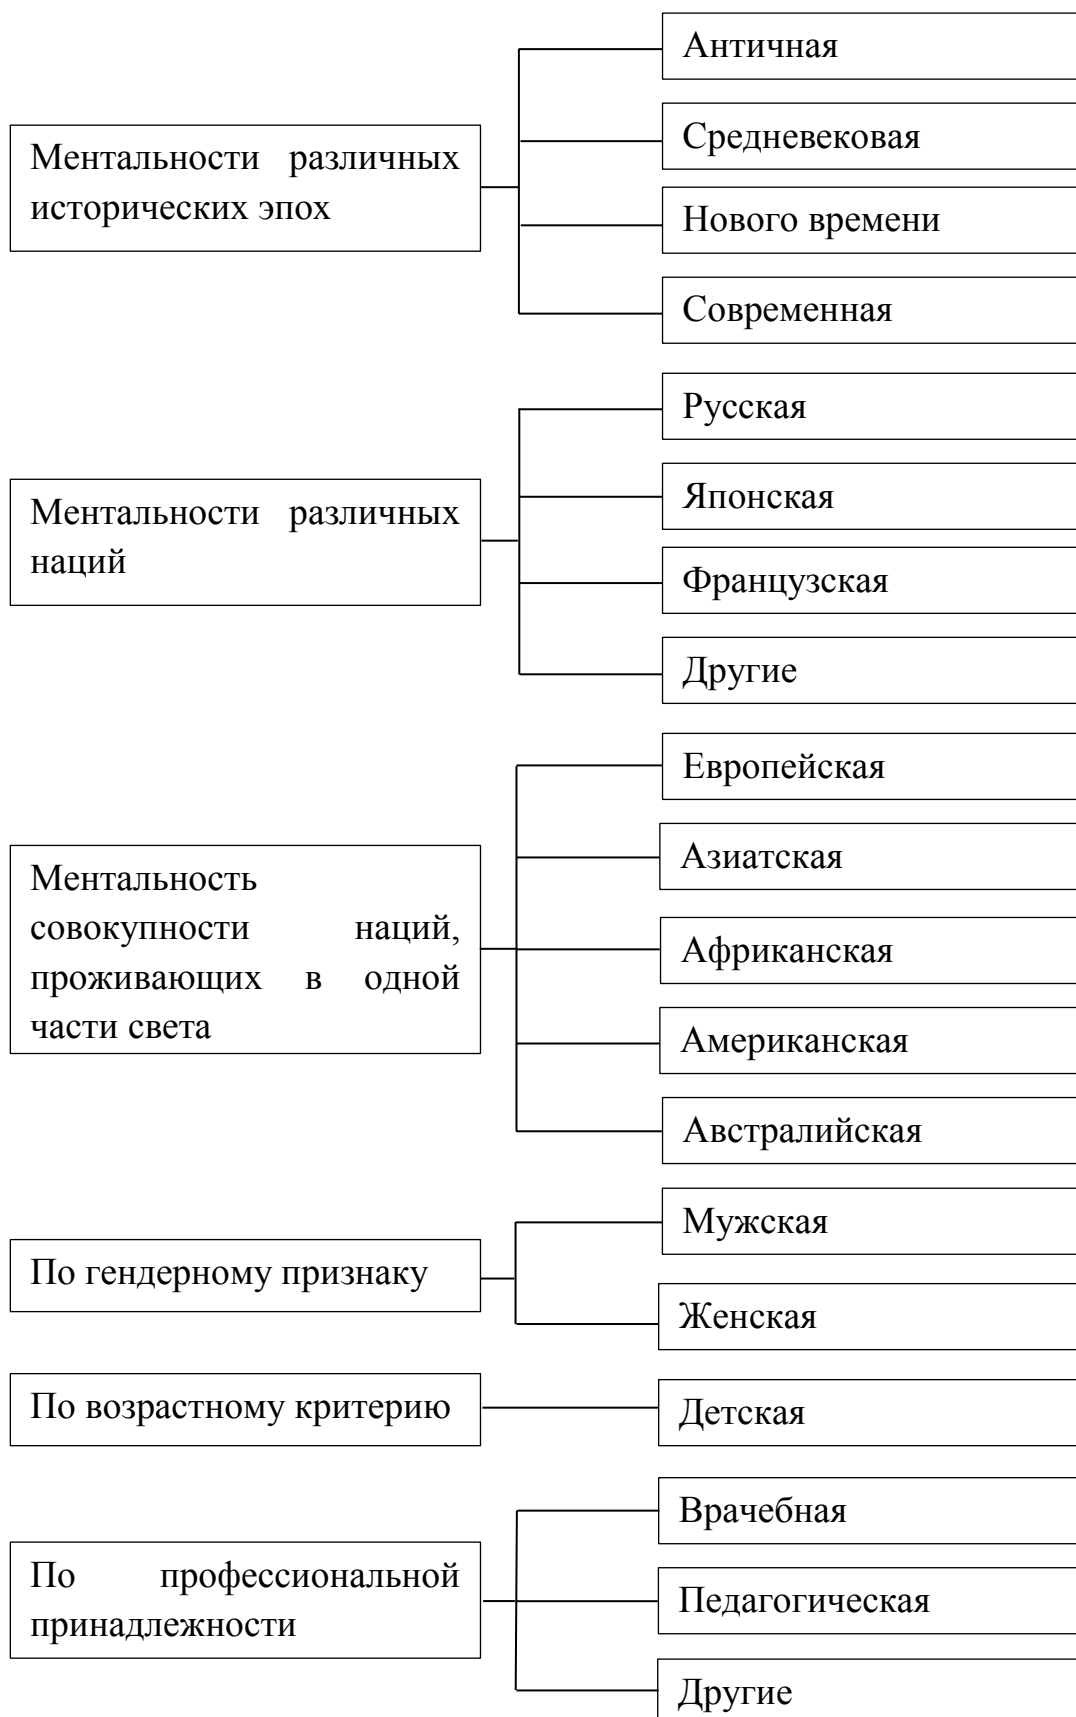 Ментальности различных
исторических эпох
Античная
Средневековая
Нового времени
Современная
Ментальности различных
наций
Русская
Японская
Французская
Другие
Ментальность
совокупности наций,
проживающих в одной
части света
Европейская
Азиатская
Африканская
Американская
Австралийская
По гендерному признаку
Мужская
Женская
По возрастному критерию
Детская
По профессиональной
принадлежности
Врачебная
Педагогическая
Другие